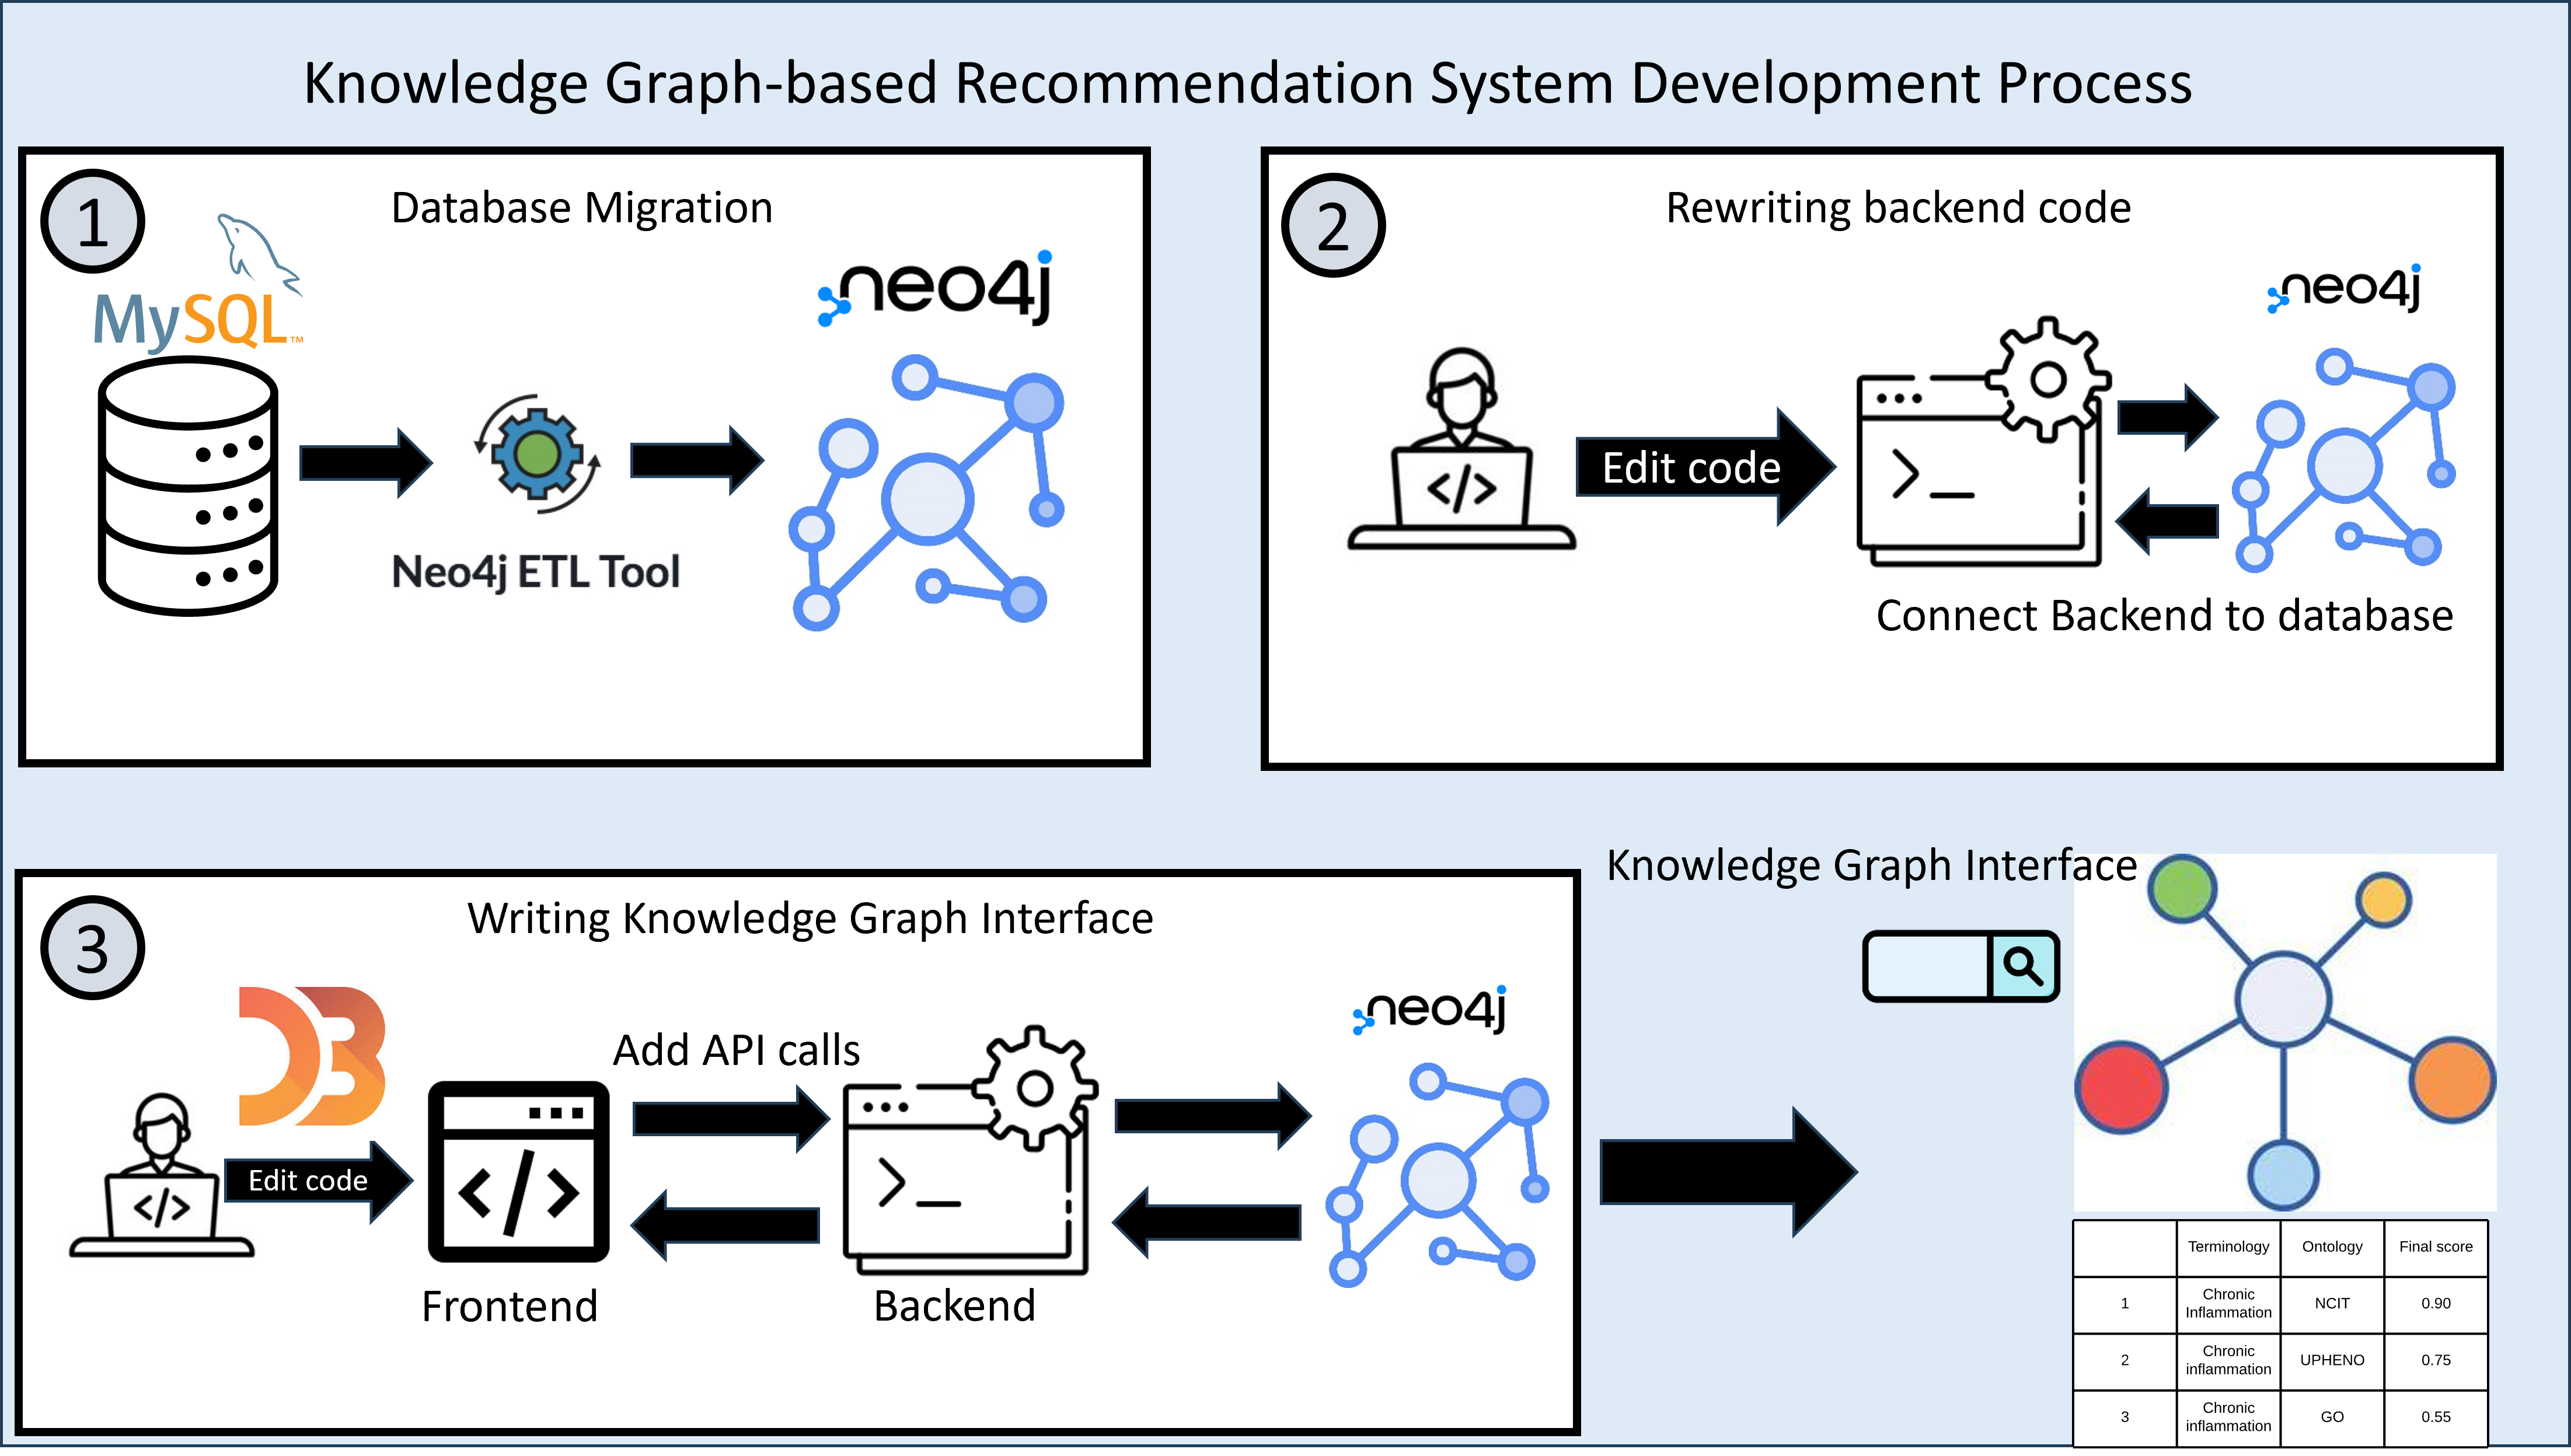 Knowledge Graph-based Recommendation System Development Process
1
Database Migration
MySQL™
neo4j
Neo4j ETL Tool
2
Rewriting backend code
neo4j
</>
Edit code
>_
Connect Backend to database
3
Writing Knowledge Graph Interface
D3
neo4j
Add API calls
</>
Edit code
</>
>_
Frontend
Backend
Knowledge Graph Interface
Terminology Ontology Final score
1 Chronic Inflammation NCIT 0.90
2 Chronic inflammation UPHENO 0.75
3 Chronic inflammation GO 0.55